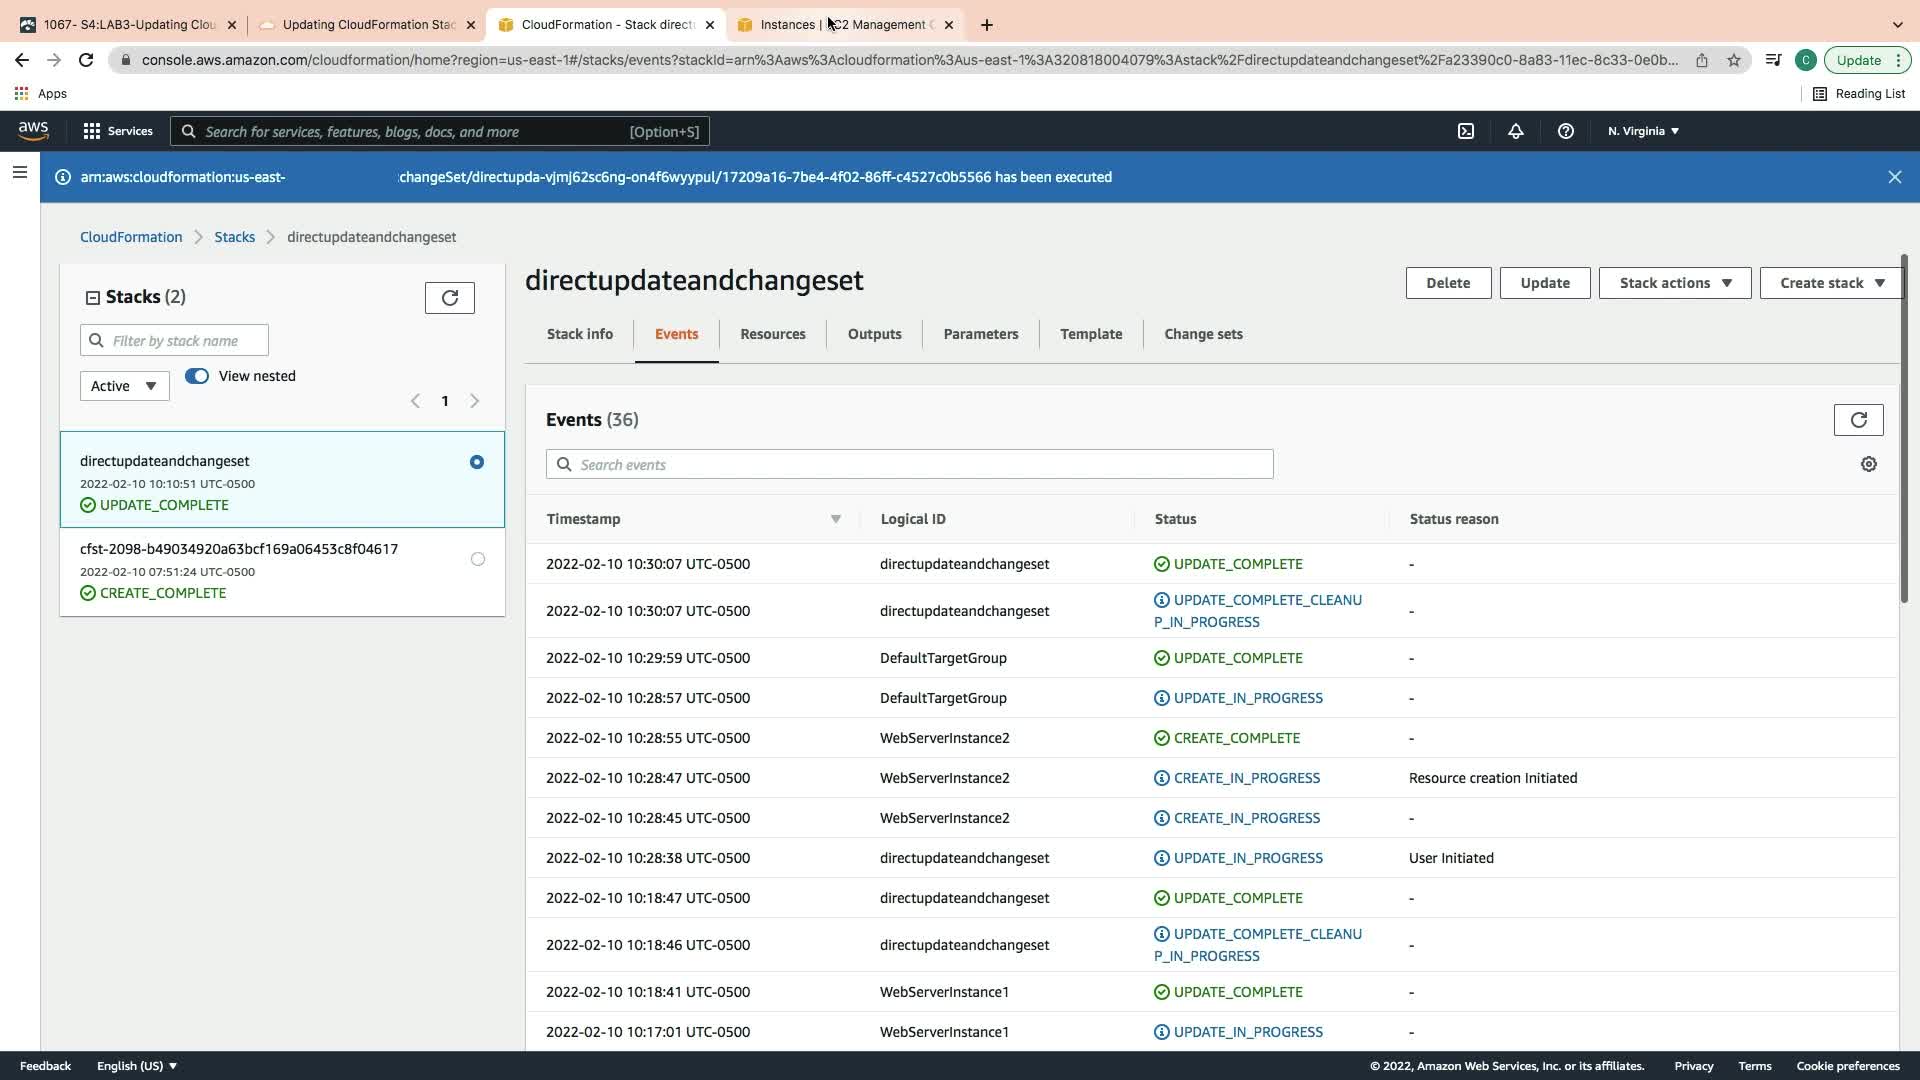 1067- S4:LAB3-Updating Clou
Updating CloudFormation Stac
CloudFormation - Stack direct
Instances | EC2 Management C
console.aws.amazon.com/cloudformation/home?region=us-east-1#/stacks/events?stackId=arn%3Aaws%3Acloudformation%3Aus-east-1%3A320818004079%3Astack%2Fdirectupdateandchangeset%2Fa23390c0-8a83-11ec-8c33-0e0b...
C
Update
Apps
Reading List
aws
Services
Search for services, features, blogs, docs, and more
[Option+S]
N. Virginia
arn:aws:cloudformation:us-east-
:changeSet/directupda-vjmj62sc6ng-on4f6wyypul/17209a16-7be4-4f02-86ff-c4527c0b5566 has been executed
CloudFormation
Stacks
directupdateandchangeset
Stacks (2)
Filter by stack name
Active
View nested
1
directupdateandchangeset
2022-02-10 10:10:51 UTC-0500
UPDATE_COMPLETE
cfst-2098-b49034920a63bcf169a06453c8f04617
2022-02-10 07:51:24 UTC-0500
CREATE_COMPLETE
directupdateandchangeset
Delete
Update
Stack actions
Create stack
Stack info
Events
Resources
Outputs
Parameters
Template
Change sets
Events (36)
Search events
Timestamp Logical ID Status Status reason
2022-02-10 10:30:07 UTC-0500 directupdateandchangeset UPDATE_COMPLETE -
2022-02-10 10:30:07 UTC-0500 directupdateandchangeset UPDATE_COMPLETE_CLEANU -
P_IN_PROGRESS
2022-02-10 10:29:59 UTC-0500 DefaultTargetGroup UPDATE_COMPLETE -
2022-02-10 10:28:57 UTC-0500 DefaultTargetGroup UPDATE_IN_PROGRESS -
2022-02-10 10:28:55 UTC-0500 WebServerInstance2 CREATE_COMPLETE -
2022-02-10 10:28:47 UTC-0500 WebServerInstance2 CREATE_IN_PROGRESS Resource creation Initiated
2022-02-10 10:28:45 UTC-0500 WebServerInstance2 CREATE_IN_PROGRESS -
2022-02-10 10:28:38 UTC-0500 directupdateandchangeset UPDATE_IN_PROGRESS User Initiated
2022-02-10 10:18:47 UTC-0500 directupdateandchangeset UPDATE_COMPLETE -
2022-02-10 10:18:46 UTC-0500 directupdateandchangeset UPDATE_COMPLETE_CLEANU -
P_IN_PROGRESS
2022-02-10 10:18:41 UTC-0500 WebServerInstance1 UPDATE_COMPLETE -
2022-02-10 10:17:01 UTC-0500 WebServerInstance1 UPDATE_IN_PROGRESS -
Feedback
English (US)
© 2022, Amazon Web Services, Inc. or its affiliates.
Privacy
Terms
Cookie preferences